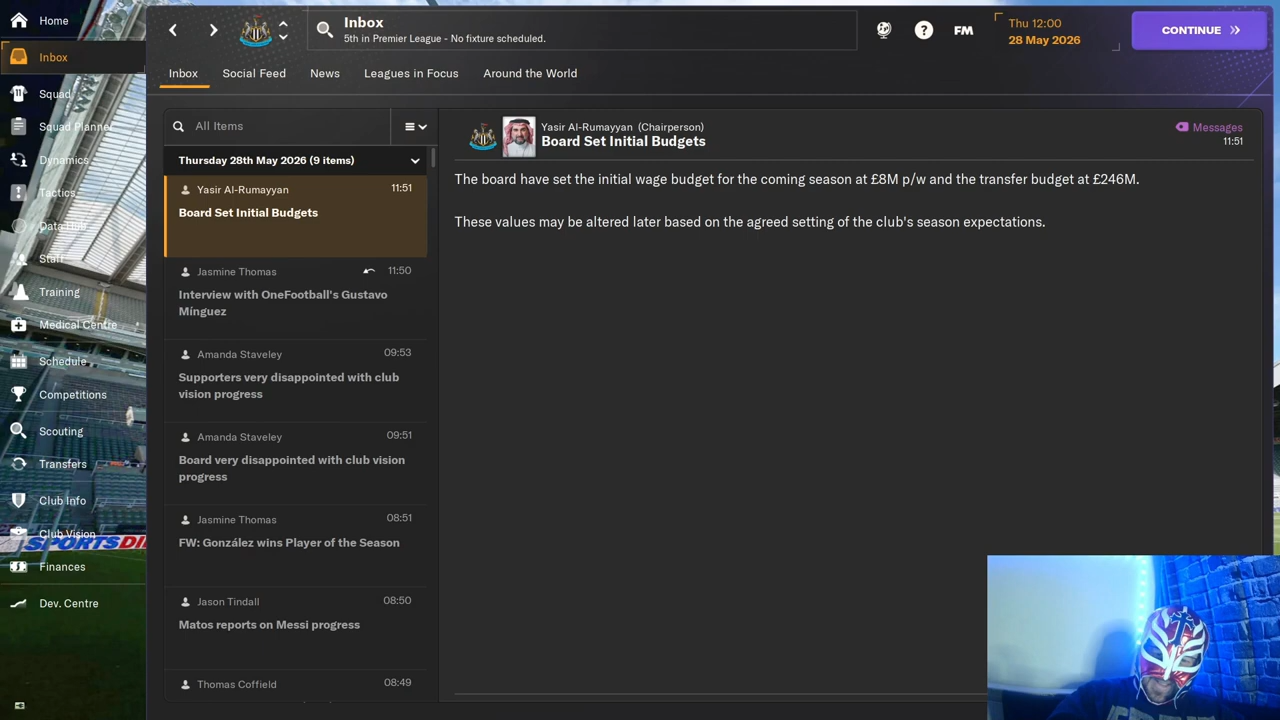 Home
Inbox
Squad
Squad Planner
Dynamics
Tactics
Data Hub
Staff
Training
Medical Centre
Schedule
Competitions
Scouting
Transfers
Club Info
Club Vision
SPORTS DI
Finances
Dev. Centre
Inbox
5th in Premier League - No fixture scheduled.
FM
Thu 12:00
28 May 2026
CONTINUE
Inbox
Social Feed
News
Leagues in Focus
Around the World
All Items
Thursday 28th May 2026 (9 items)
Yasir Al-Rumayyan 11:51
Board Set Initial Budgets
Jasmine Thomas 11:50
Interview with OneFootball's Gustavo
Mínguez
Amanda Staveley 09:53
Supporters very disappointed with club
vision progress
Amanda Staveley 09:51
Board very disappointed with club vision
progress
Jasmine Thomas 08:51
FW: González wins Player of the Season
Jason Tindall 08:50
Matos reports on Messi progress
Thomas Coffield 08:49
Yasir Al-Rumayyan (Chairperson)
Board Set Initial Budgets
Messages
11:51
The board have set the initial wage budget for the coming season at £8M p/w and the transfer budget at £246M.
These values may be altered later based on the agreed setting of the club's season expectations.